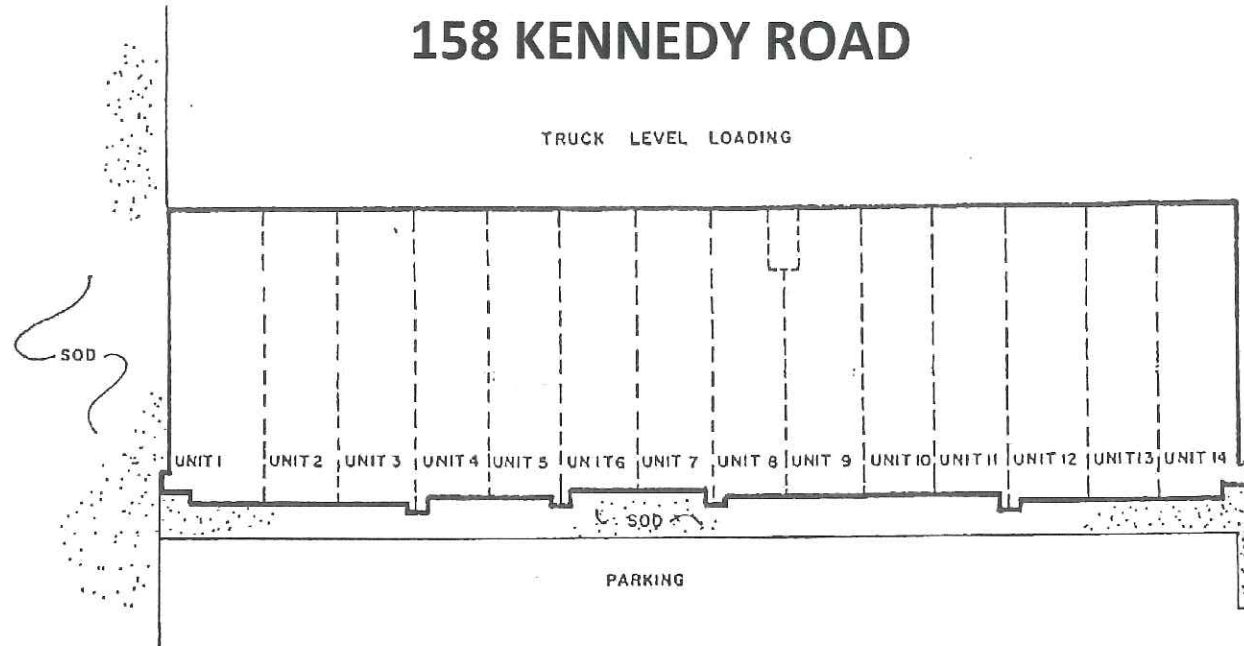 158 KENNEDY ROAD
TRUCK LEVEL LOADING
SOD
UNIT 1 UNIT 2 UNIT 3 UNIT 4 UNIT 5 UNIT 6 UNIT 7 UNIT 8 UNIT 9 UNIT 10 UNIT 11 UNIT 12 UNIT 13 UNIT 14
SOD
PARKING